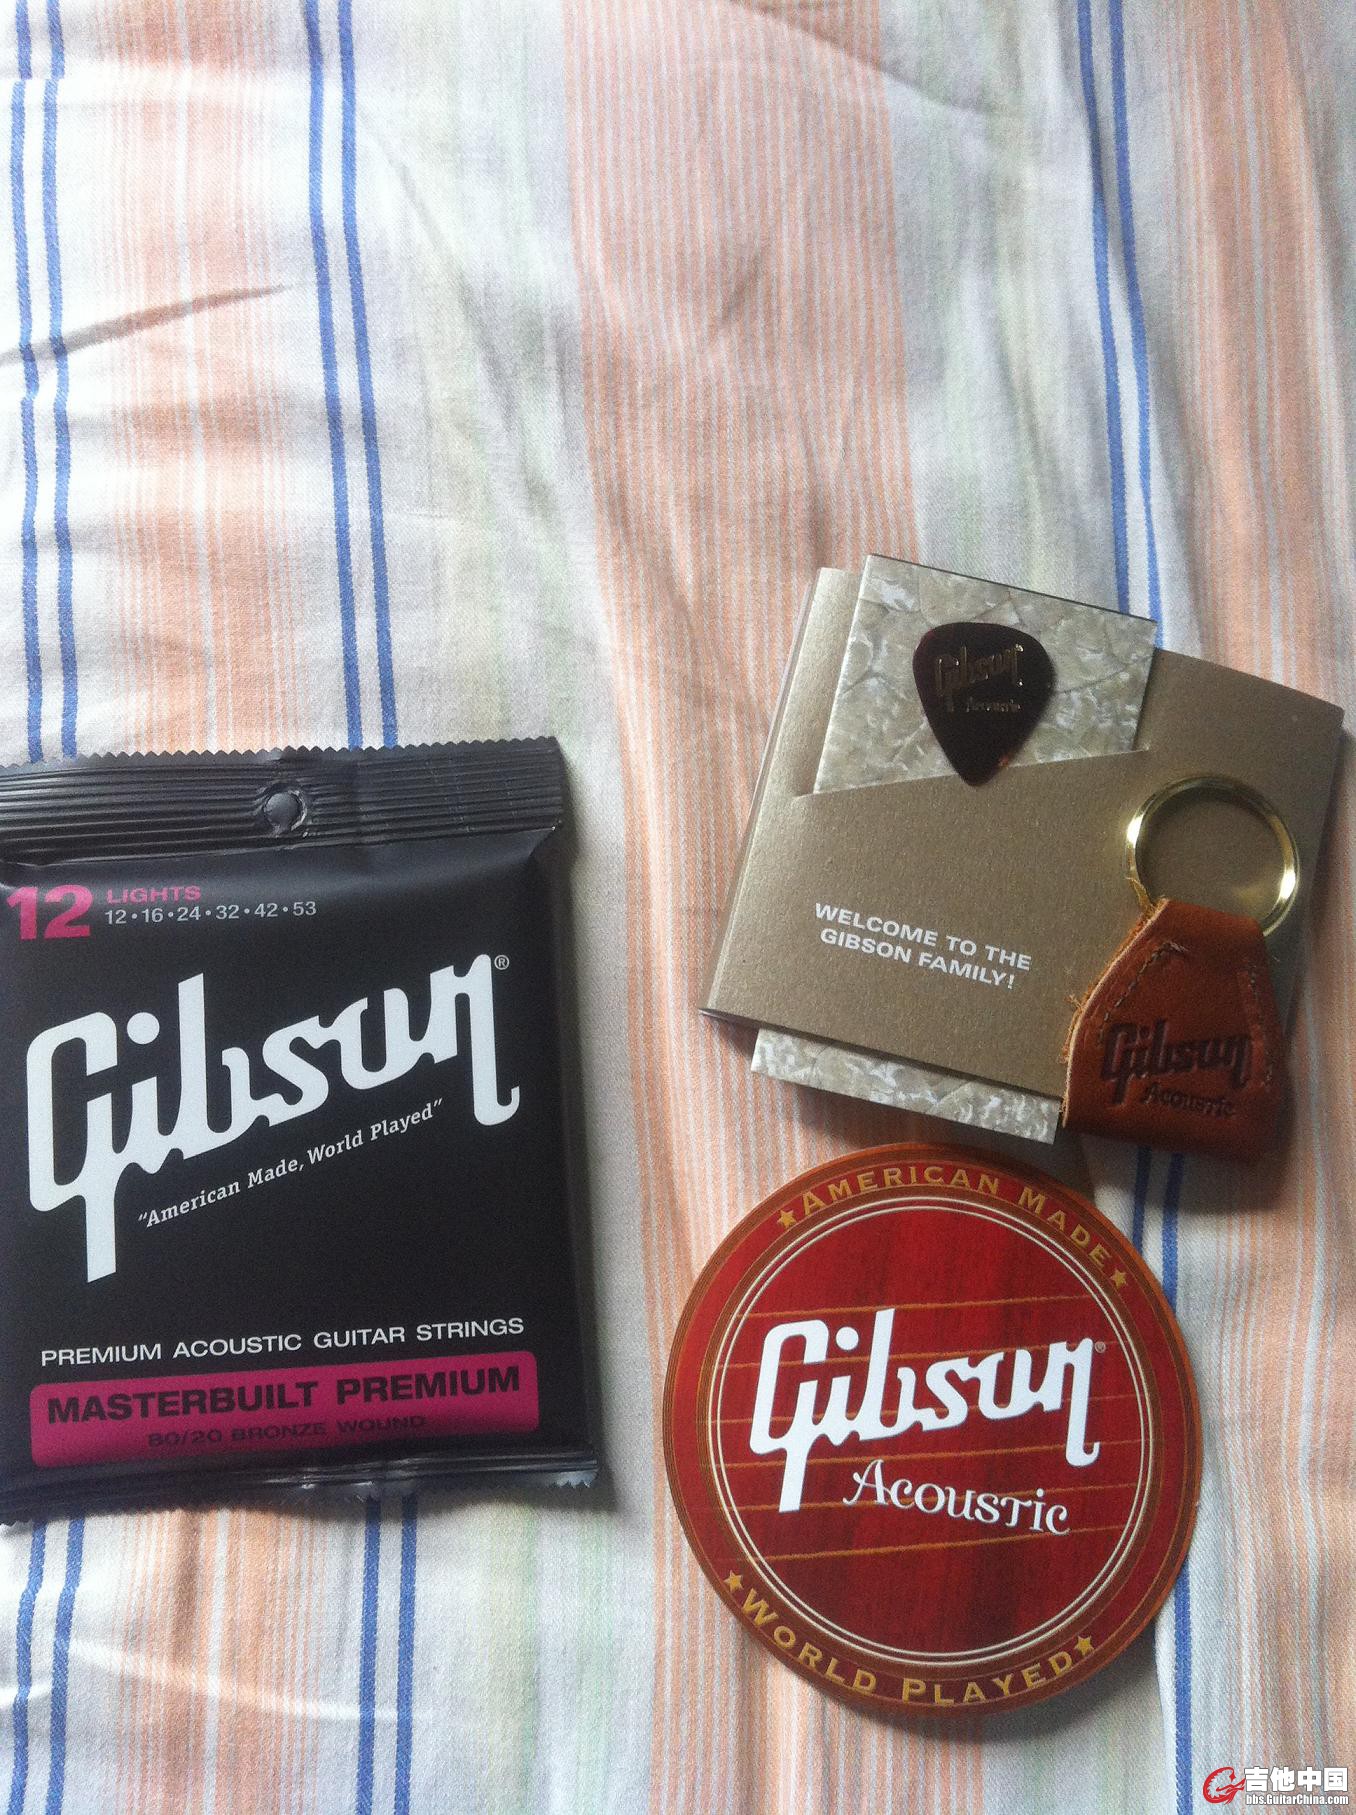 12 LIGHTS
12•16•24•32•42•53
Gibson®
"American Made, World Played"
PREMIUM ACOUSTIC GUITAR STRINGS
MASTERBUILT PREMIUM
80/20 BRONZE WOUND
Gibson
Acoustic
WELCOME TO THE
GIBSON FAMILY!
Gibson
Acoustic
★AMERICAN MADE★
Gibson®
Acoustic
★WORLD PLAYED★
吉他中国
bbs.GuitarChina.com